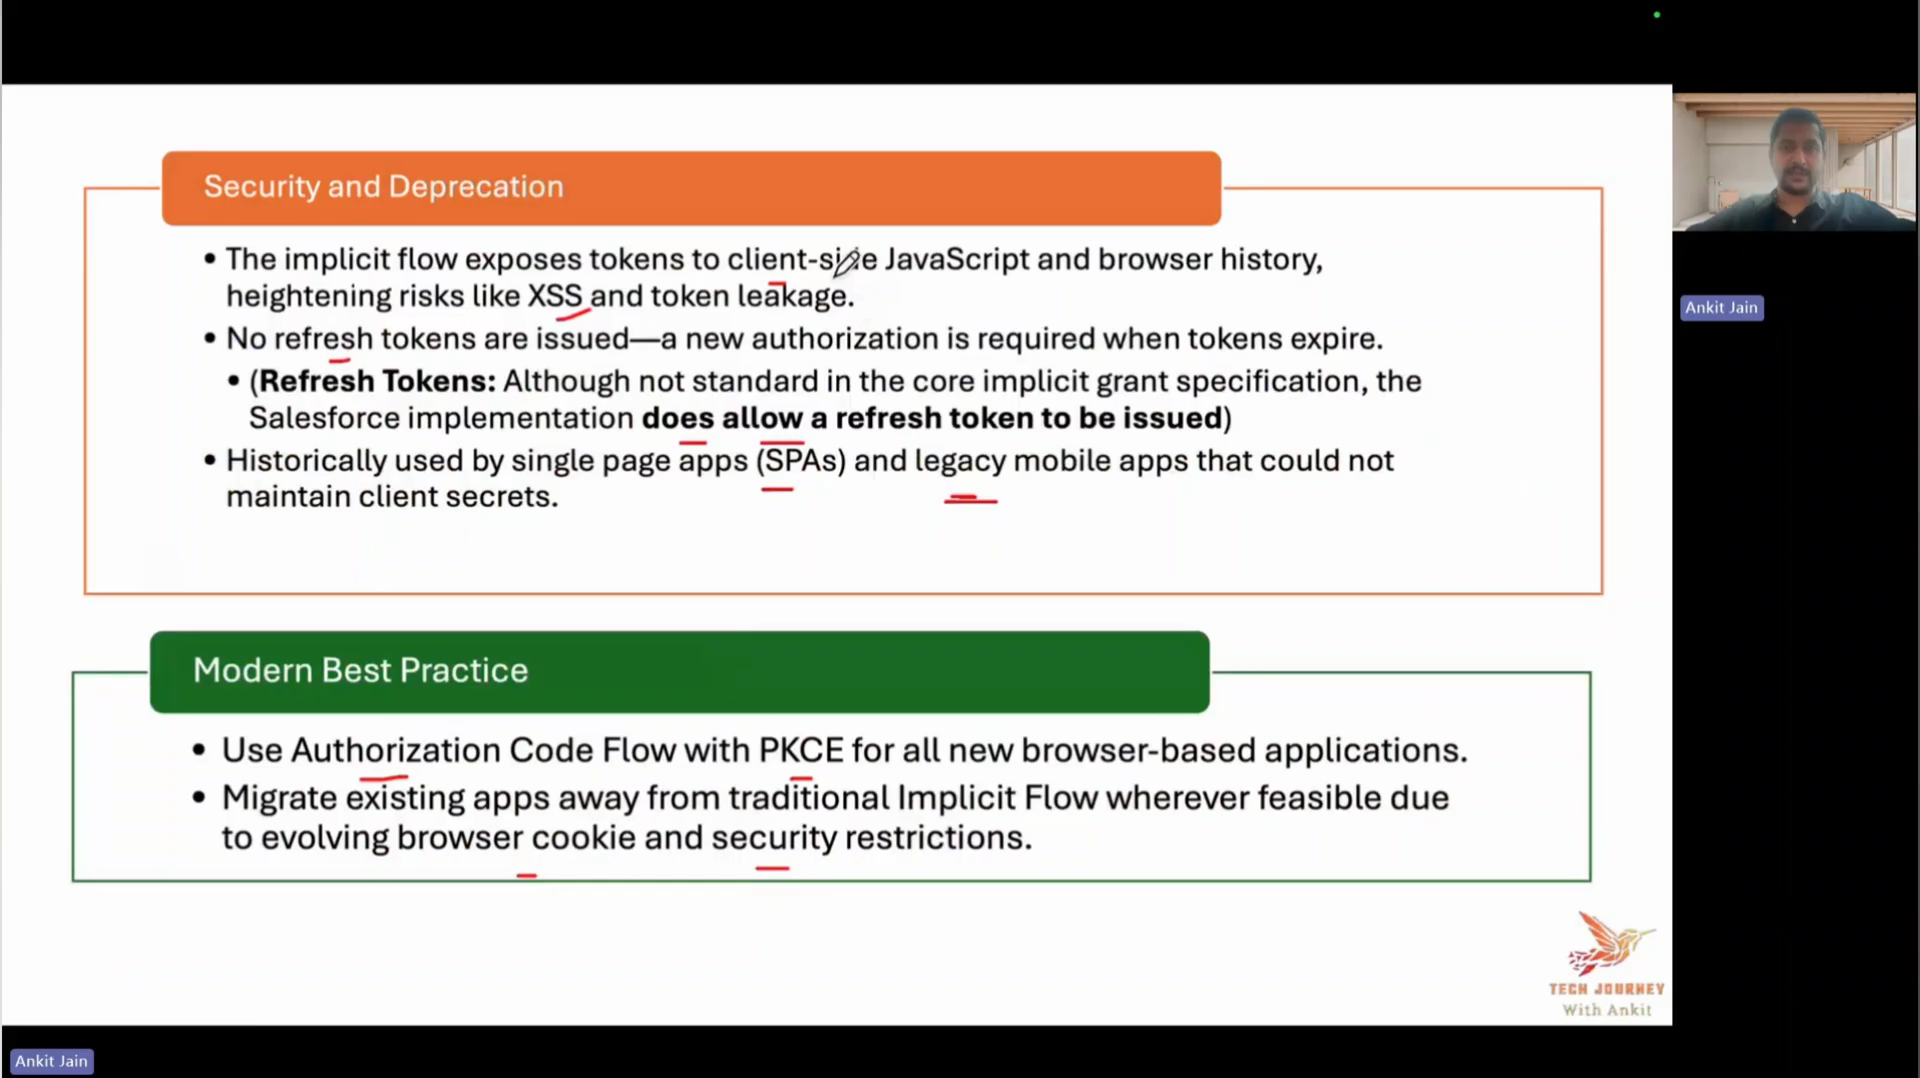 Security and Deprecation
• The implicit flow exposes tokens to client-side JavaScript and browser history,
heightening risks like XSS and token leakage.
• No refresh tokens are issued—a new authorization is required when tokens expire.
• (Refresh Tokens: Although not standard in the core implicit grant specification, the
Salesforce implementation does allow a refresh token to be issued)
• Historically used by single page apps (SPAs) and legacy mobile apps that could not
maintain client secrets.
Modern Best Practice
• Use Authorization Code Flow with PKCE for all new browser-based applications.
• Migrate existing apps away from traditional Implicit Flow wherever feasible due
to evolving browser cookie and security restrictions.
TECH JOURNEY
With Ankit
Ankit Jain
Ankit Jain